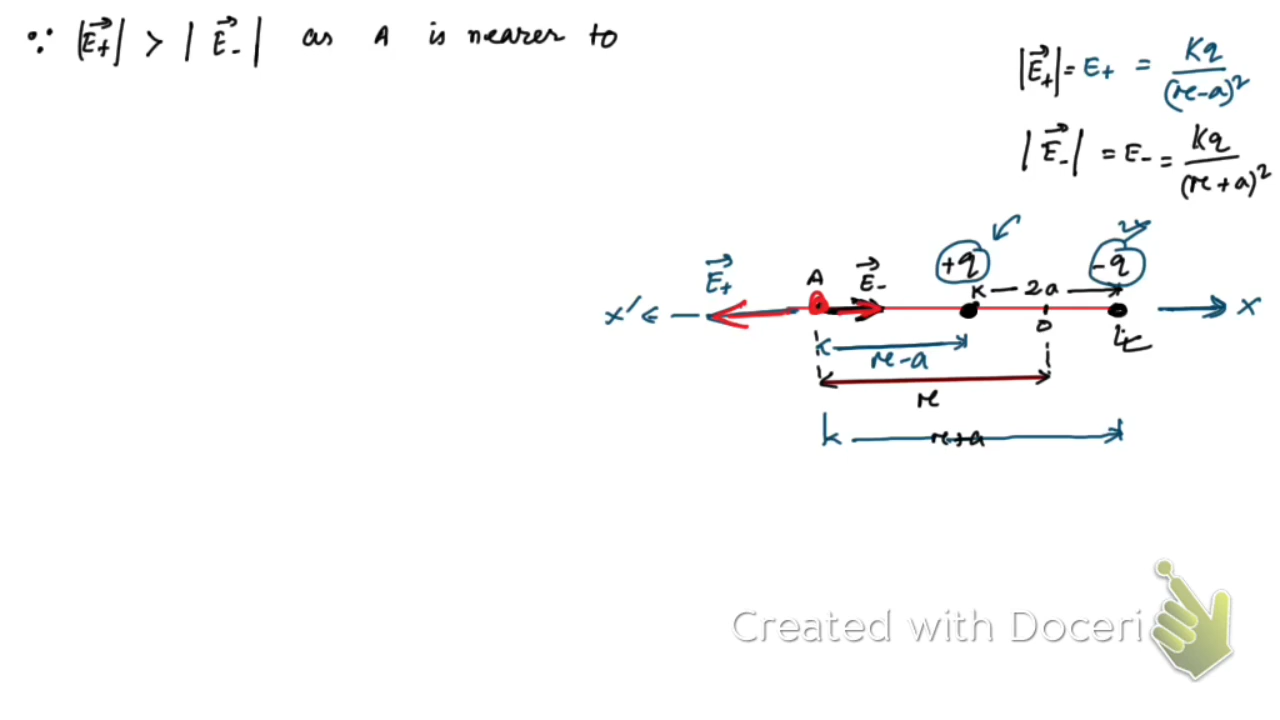 ∵ |E₊⃗| > |E₋⃗| as A is nearer to
|E₊⃗| = E₊ = Kq/(r-a)²
|E₋⃗| = E₋ = Kq/(r+a)²
+q -q
E₊⃗ A E₋⃗ 2a
x' x
O
r-a
r
r+a
Created with Doceri